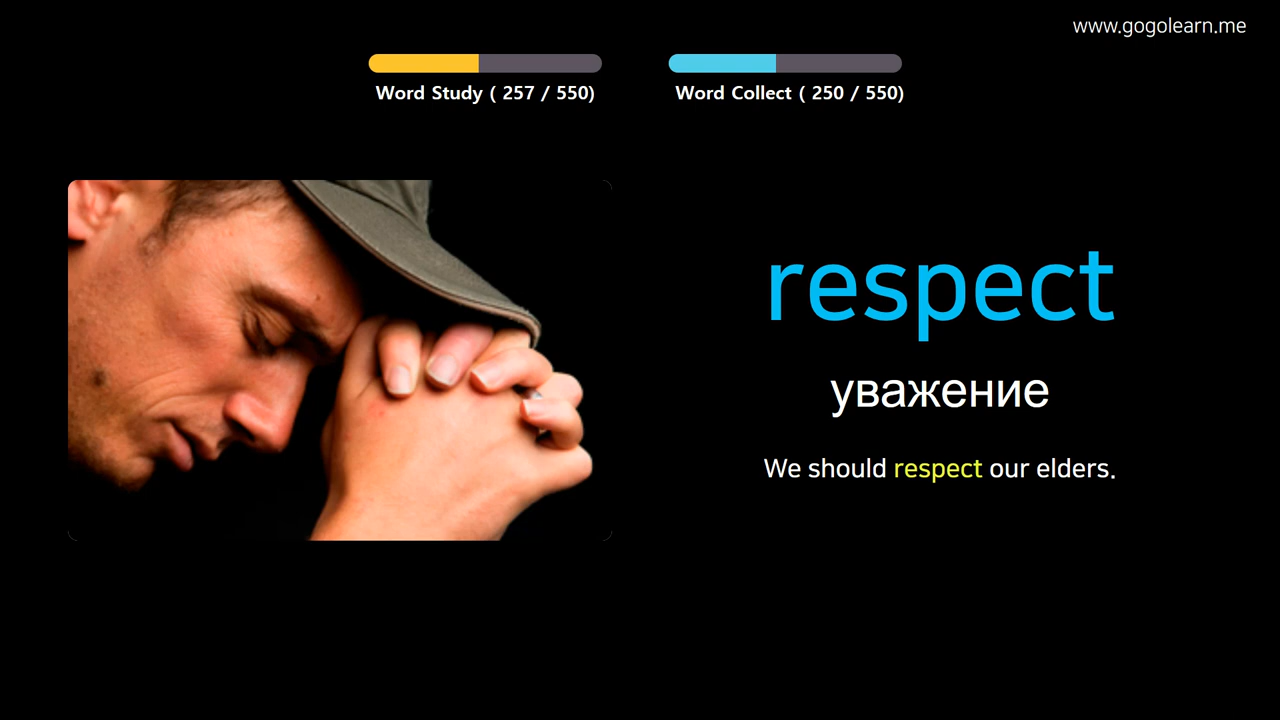 www.gogolearn.me
Word Study ( 257 / 550)
Word Collect ( 250 / 550)
respect
уважение
We should respect our elders.